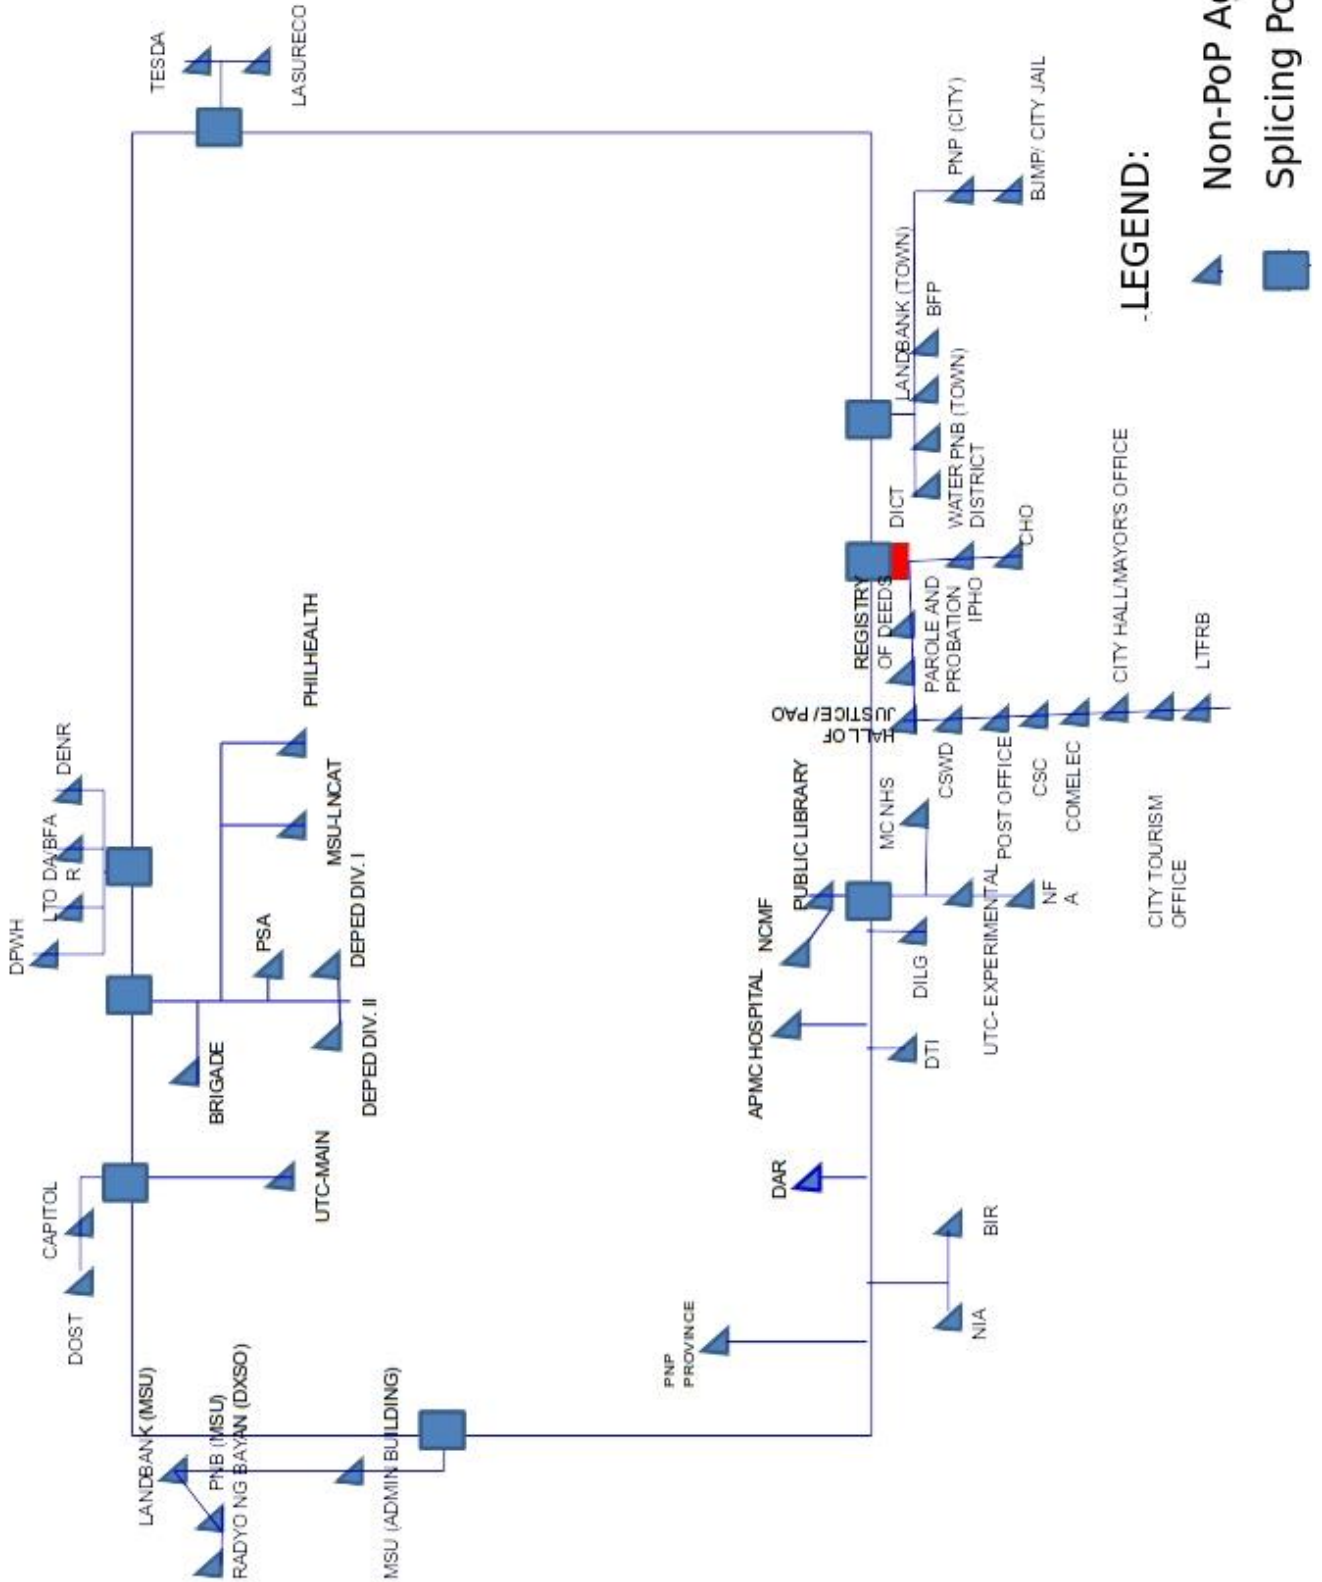 TESDA
LASURECO
DENR
DA/BFA
R
LTO
DPWH
PHILHEALTH
MSU-LNCAT
PSA
DEPED DIV. I
DEPED DIV. II
BRIGADE
CAPITOL
DOST
UTC-MAIN
LANDBANK (MSU)
PNB (MSU)
RADYO NG BAYAN (DXSO)
MSU (ADMIN BUILDING)
PNP
PROVINCE
DAR
APMC HOSPITAL
NCMF
PUBLIC LIBRARY
HALL OF
JUSTICE/ PAO
REGISTRY
OF DEEDS
PAROLE AND
PROBATION
IPHO
CHO
DICT
WATER
DISTRICT
PNB (TOWN)
LANDBANK (TOWN)
BFP
PNP (CITY)
BJMP/ CITY JAIL
MC NHS
CSWD
POST OFFICE
CSC
COMELEC
CITY HALL/MAYOR'S OFFICE
CITY TOURISM
OFFICE
LTFRB
UTC- EXPERIMENTAL
NF
A
DILG
DTI
BIR
NIA
LEGEND:
Non-PoP
Splicing